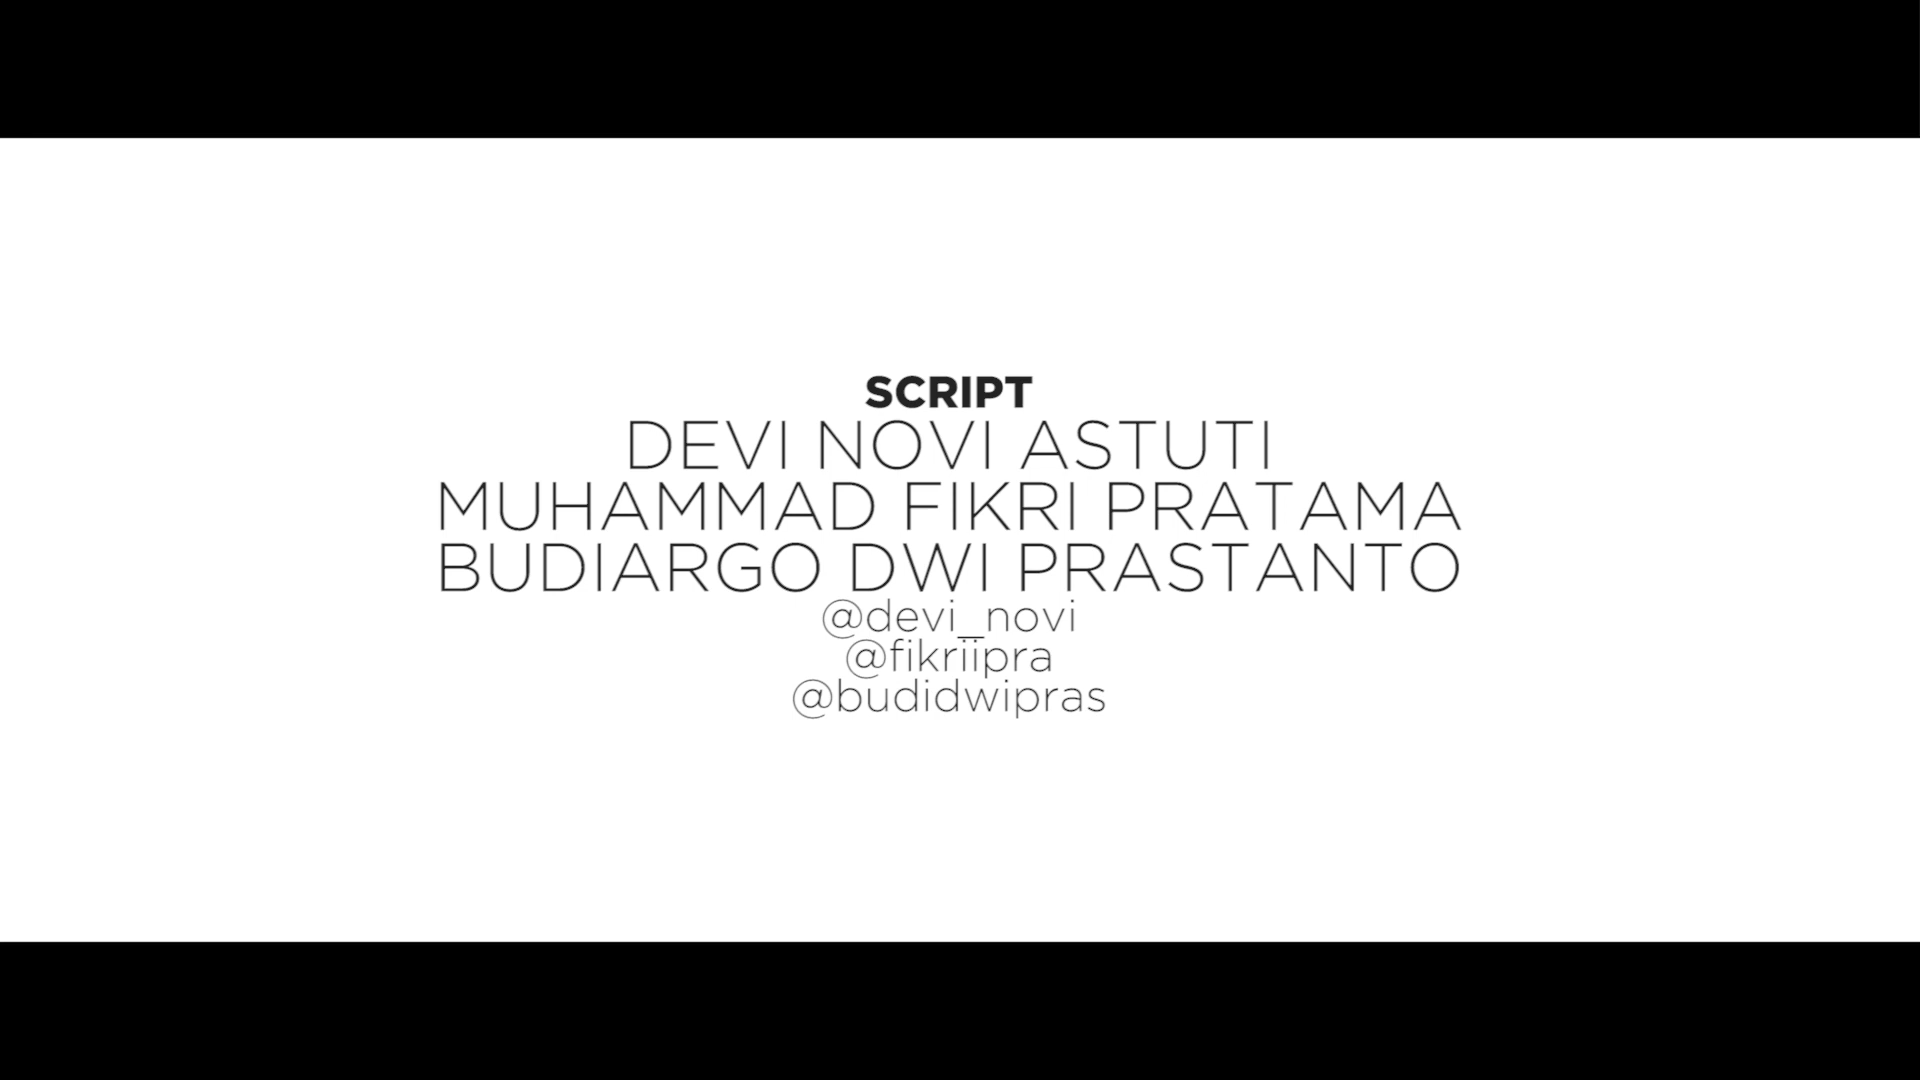 SCRIPT
DEVI NOVI ASTUTI
MUHAMMAD FIKRI PRATAMA
BUDIARGO DWI PRASTANTO
@devi_novi
@fikriipra
@budidwipras